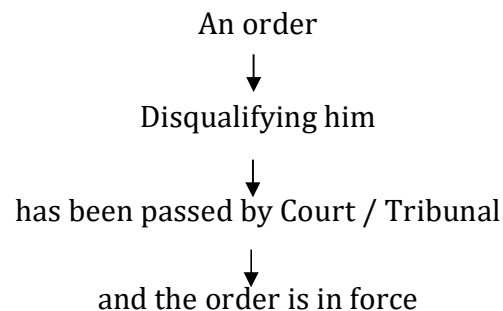 An order
Disqualifying him
has been passed by Court / Tribunal
and the order is in force